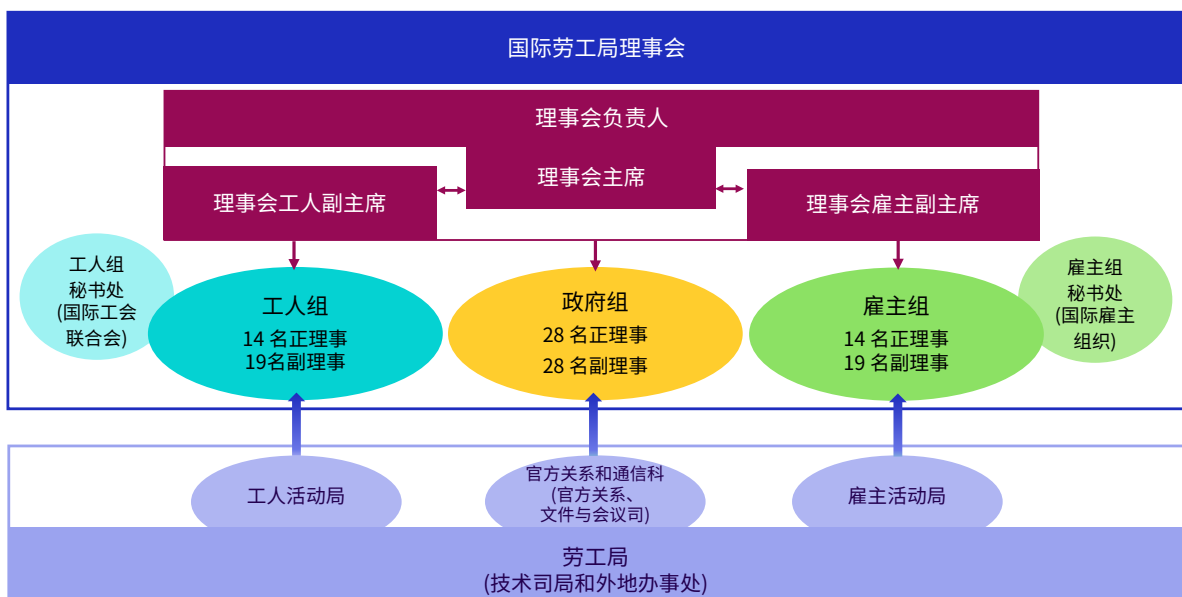 国际劳工局理事会
理事会负责人
理事会主席
理事会工人副主席
理事会雇主副主席
工人组
秘书处
(国际工会
联合会)
工人组
14 名正理事
19名副理事
政府组
28 名正理事
28 名副理事
雇主组
14 名正理事
19 名副理事
雇主组
秘书处
(国际雇主
组织)
工人活动局
官方关系和通信科
(官方关系、
文件与会议司)
雇主活动局
劳工局
(技术司局和外地办事处)